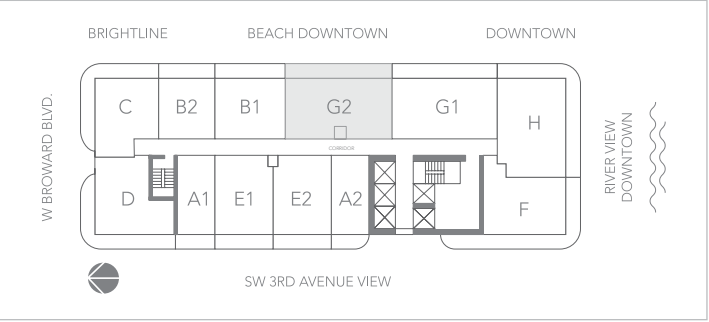 BRIGHTLINE
BEACH DOWNTOWN
DOWNTOWN
W BROWARD BLVD.
C
B2
B1
G2
G1
H
CORRIDOR
D
A1
E1
E2
A2
F
RIVER VIEW
DOWNTOWN
SW 3RD AVENUE VIEW